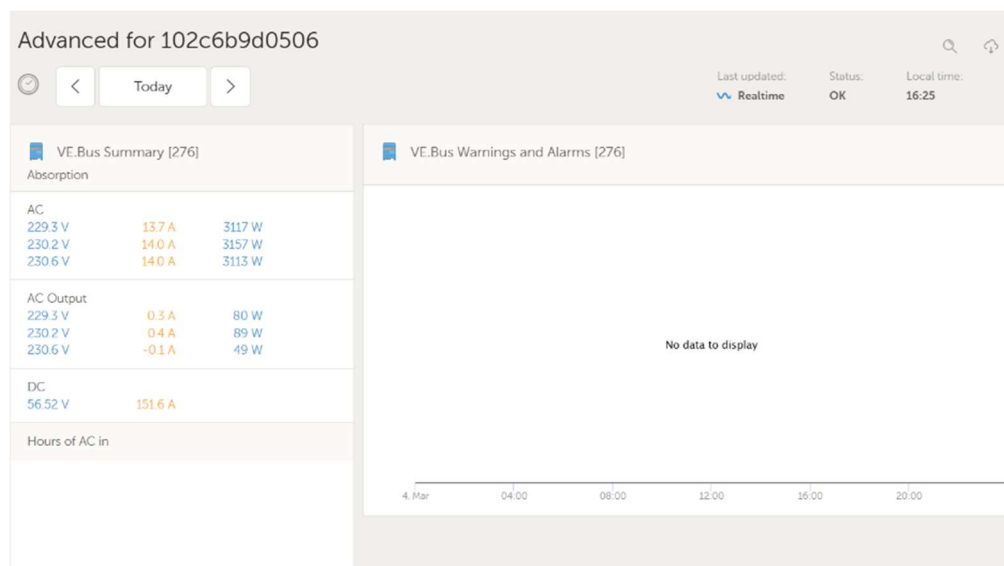 Advanced for 102c6b9d0506
Today
Last updated:
Realtime
Status:
OK
Local time:
16:25
VE.Bus Summary [276]
Absorption
AC
229.3 V 13.7 A 3117 W
230.2 V 14.0 A 3157 W
230.6 V 14.0 A 3113 W
AC Output
229.3 V 0.3 A 80 W
230.2 V 0.4 A 89 W
230.6 V -0.1 A 49 W
DC
56.52 V 151.6 A
Hours of AC in
VE.Bus Warnings and Alarms [276]
No data to display
4. Mar 04:00 08:00 12:00 16:00 20:00